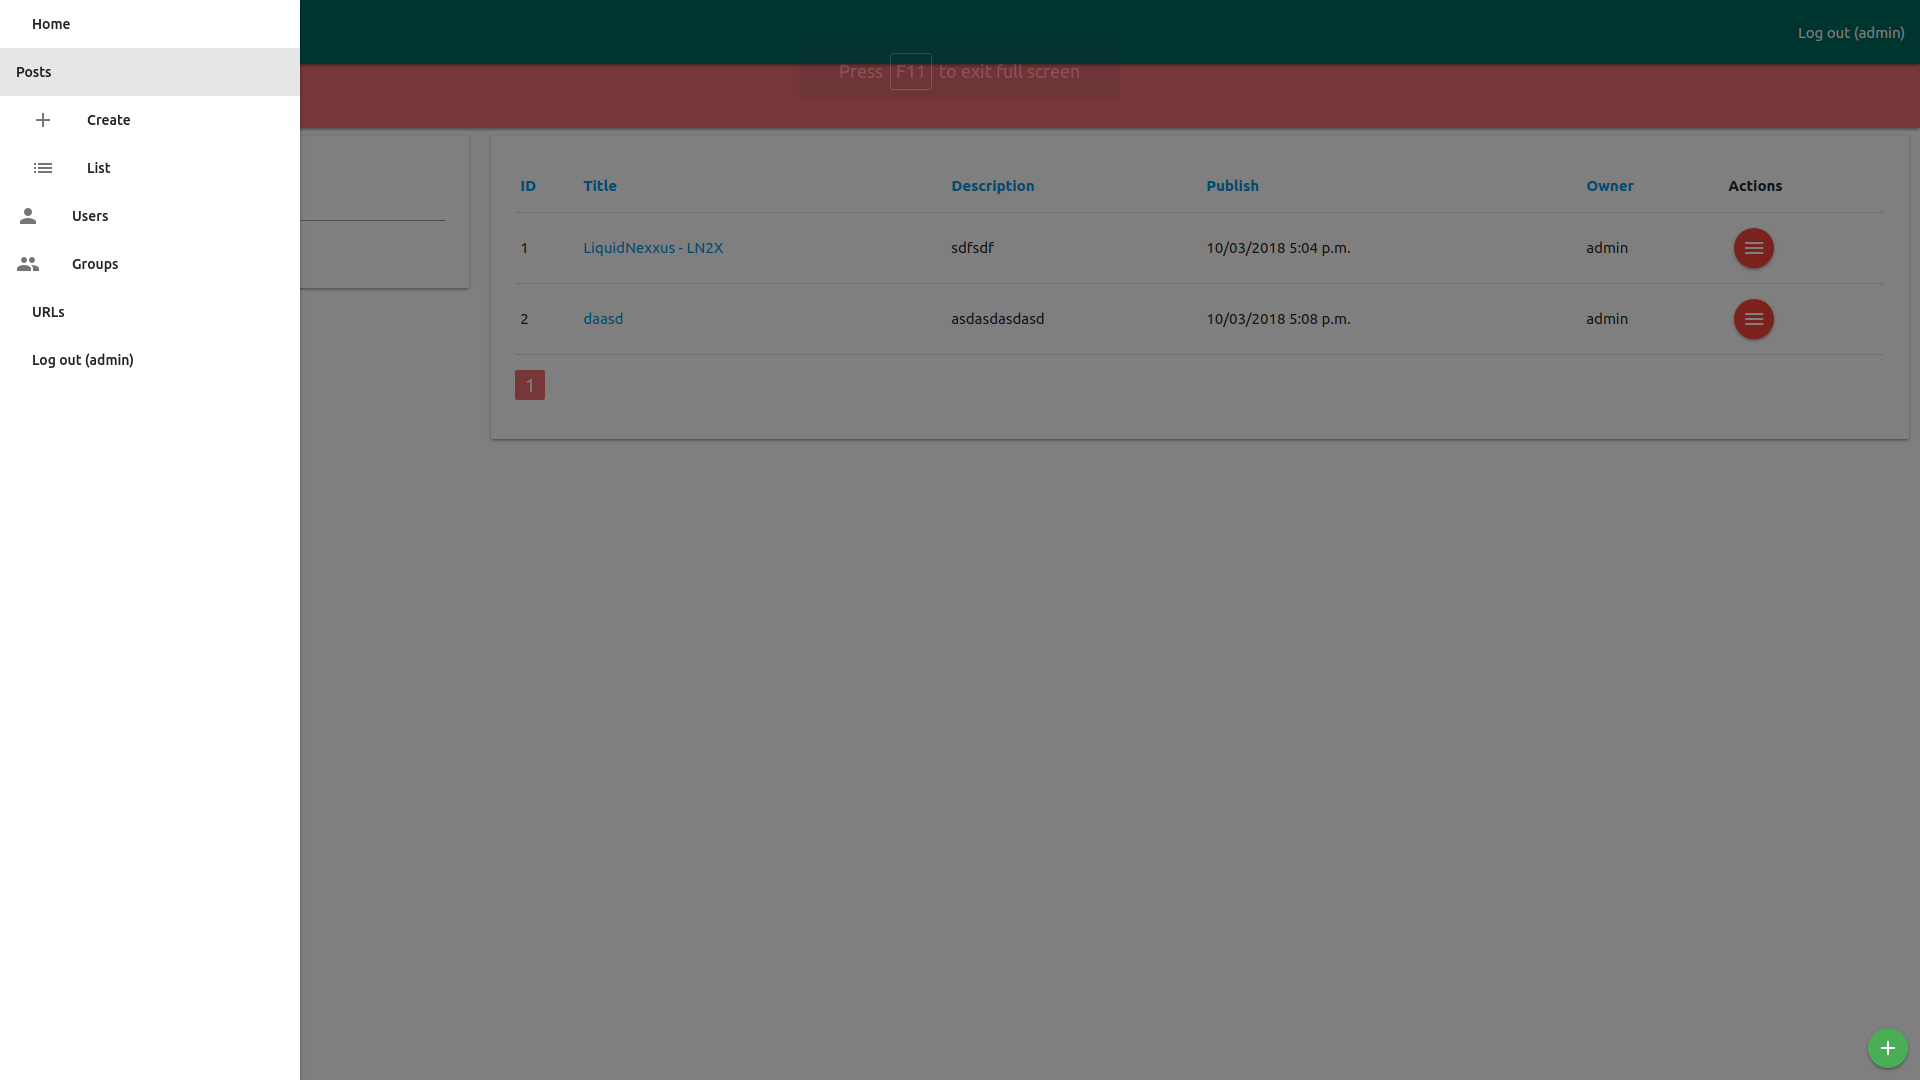 Home
Posts
Create
List
Users
Groups
URLs
Log out (admin)
Log out (admin)
Press F11 to exit full screen
ID Title Description Publish Owner Actions
1 LiquidNexxus - LN2X sdfsdf 10/03/2018 5:04 p.m. admin
2 daasd asdasdasdasd 10/03/2018 5:08 p.m. admin
1